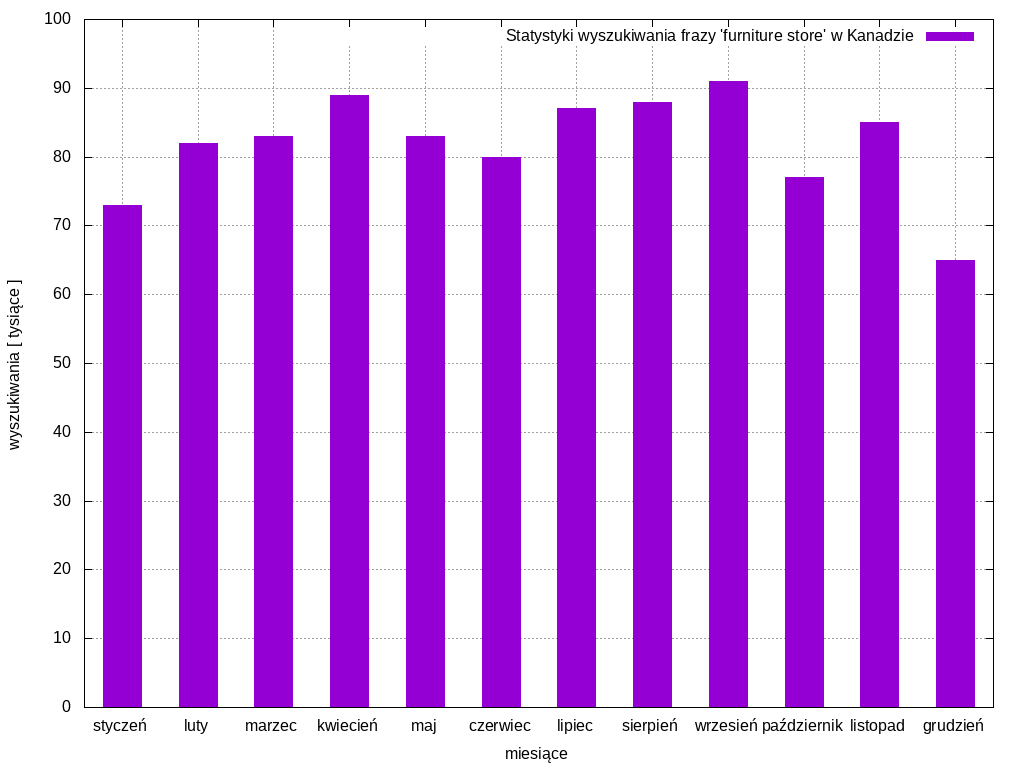 Statystyki wyszukiwania frazy 'furniture store' w Kanadzie
100
90
80
70
60
50
40
30
20
10
0
wyszukiwania [ tysiące ]
styczeń luty marzec kwiecień maj czerwiec lipiec sierpień wrzesień październik listopad grudzień
miesiące